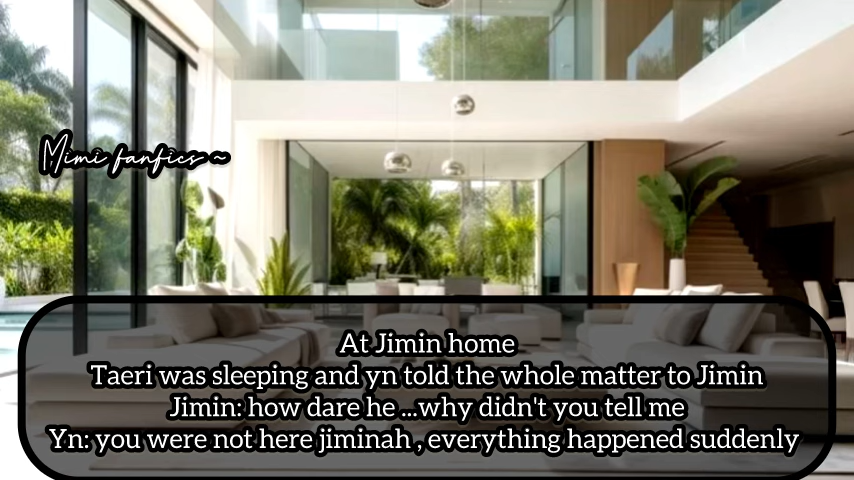 Mimi fanfics ~
At Jimin home
Taeri was sleeping and yn told the whole matter to Jimin
Jimin: how dare he ...why didn't you tell me
Yn: you were not here jiminah , everything happened suddenly